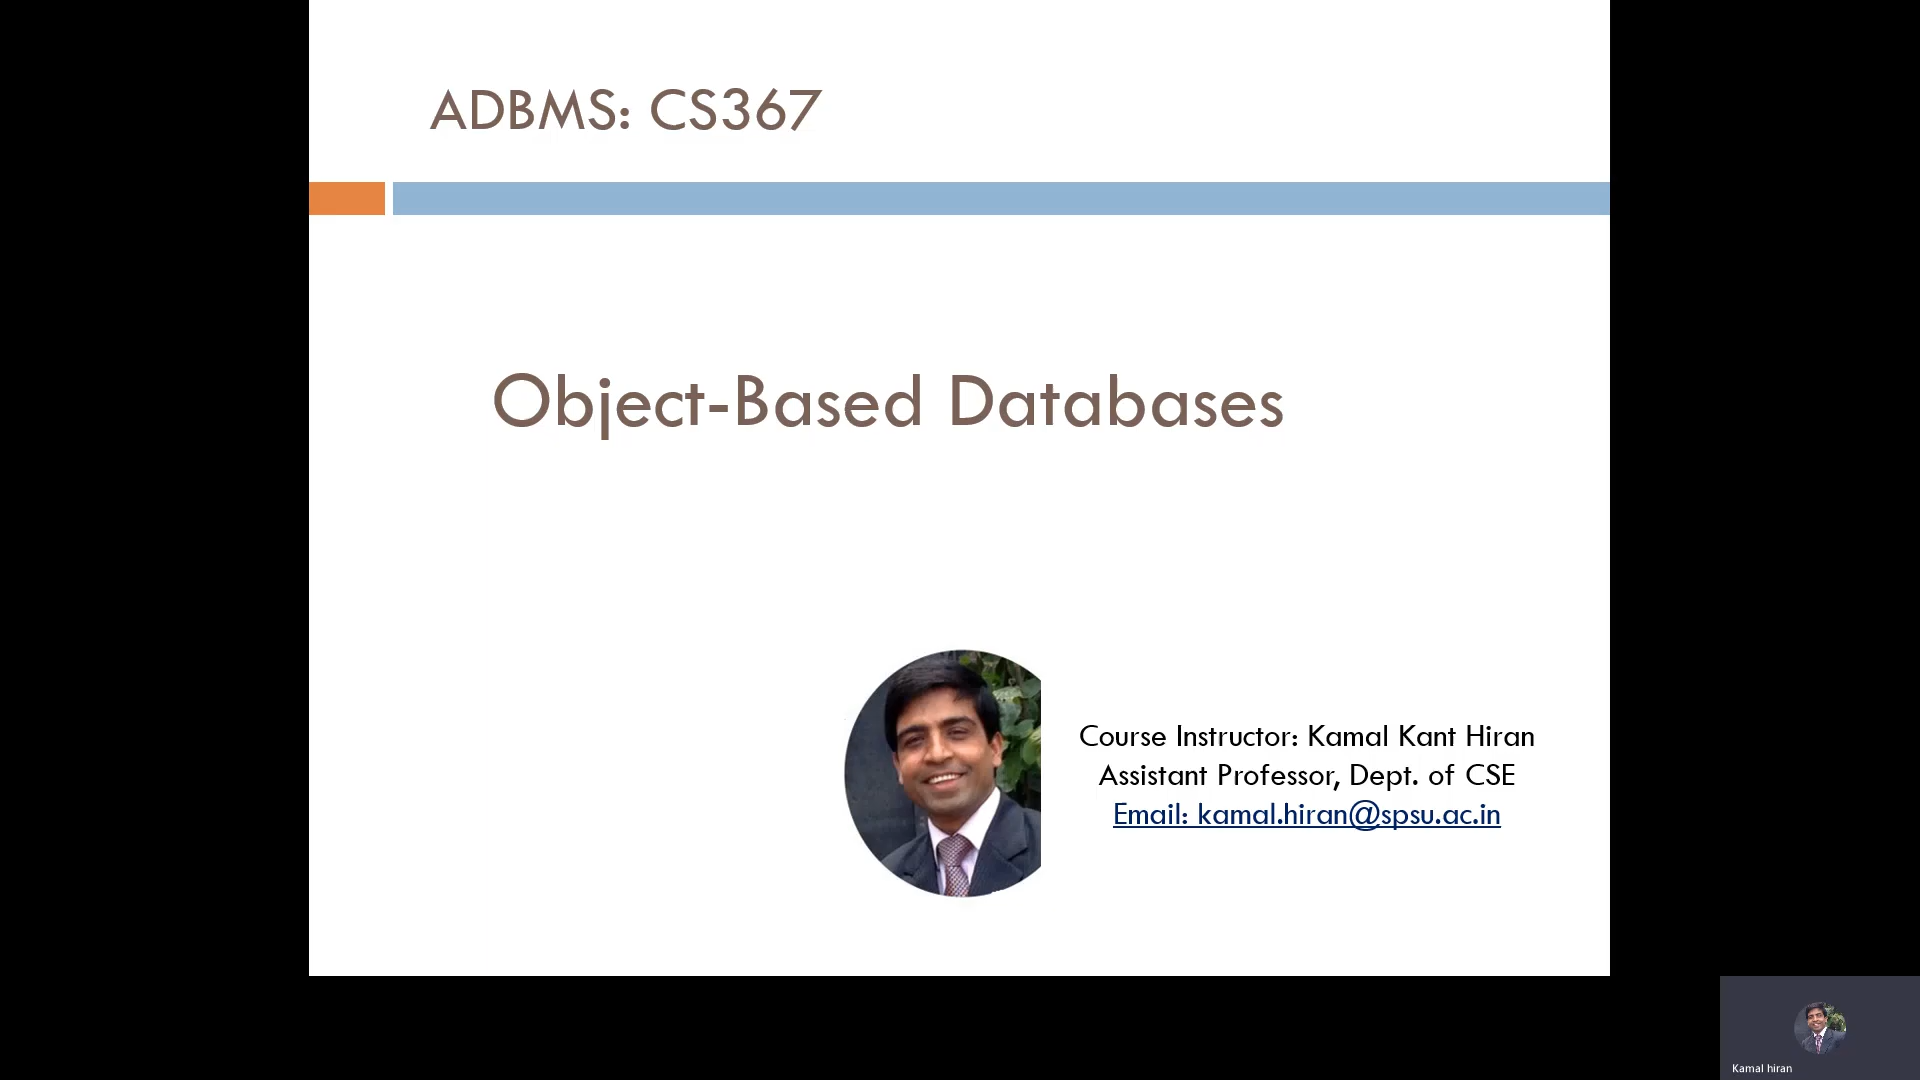 ADBMS: CS367
Object-Based Databases
Course Instructor: Kamal Kant Hiran
Assistant Professor, Dept. of CSE
Email: kamal.hiran@spsu.ac.in
Kamal hiran